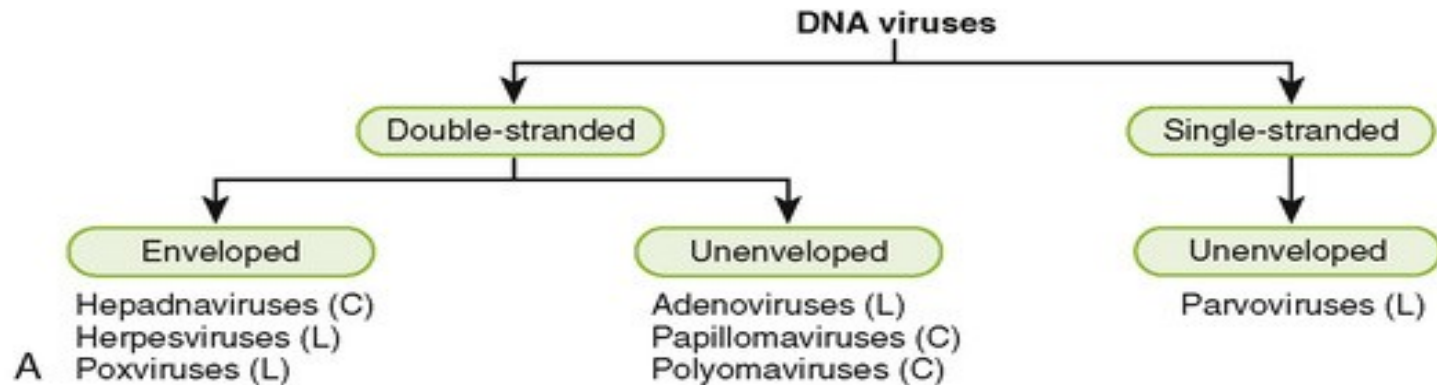 DNA viruses
Double-stranded
Single-stranded
Enveloped
Unenveloped
Unenveloped
Hepadnaviruses (C)
Herpesviruses (L)
Poxviruses (L)
Adenoviruses (L)
Papillomaviruses (C)
Polyomaviruses (C)
Parvoviruses (L)
A